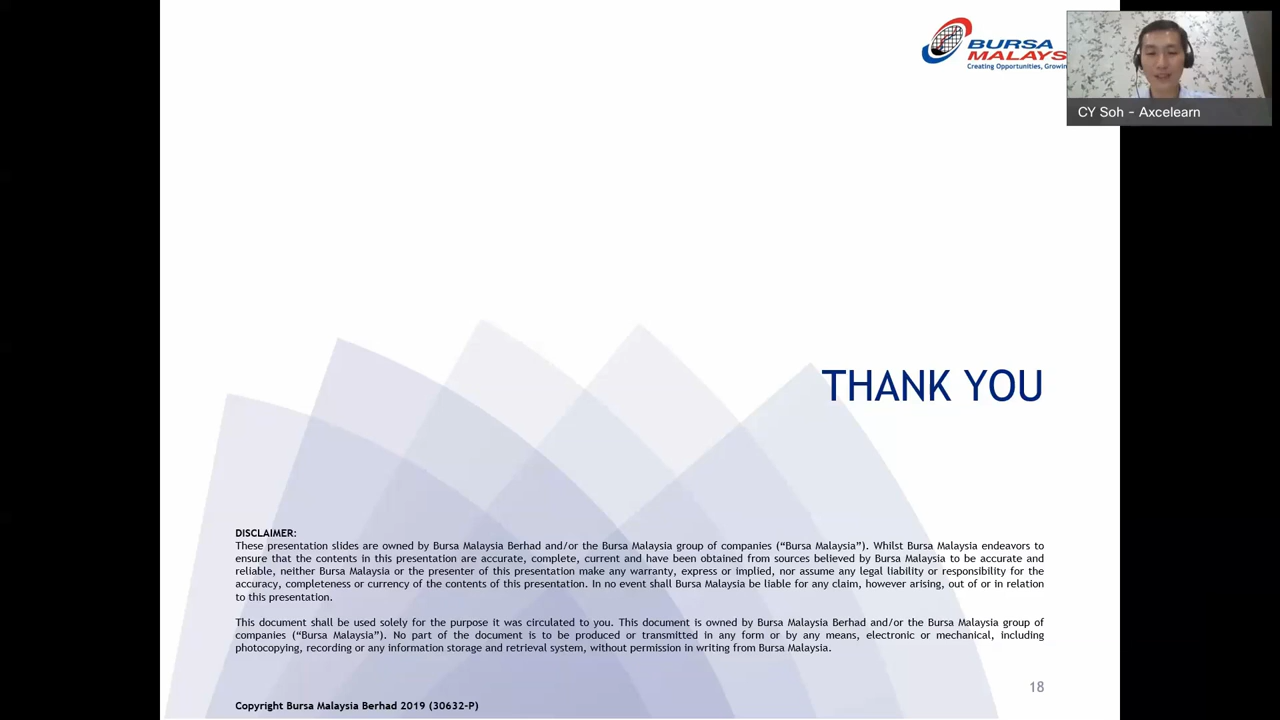 BURSA
MALAYS
Creating Opportunities, Growin
CY Soh - Axcelearn
THANK YOU
DISCLAIMER:
These presentation slides are owned by Bursa Malaysia Berhad and/or the Bursa Malaysia group of companies (“Bursa Malaysia”). Whilst Bursa Malaysia endeavors to
ensure that the contents in this presentation are accurate, complete, current and have been obtained from sources believed by Bursa Malaysia to be accurate and
reliable, neither Bursa Malaysia or the presenter of this presentation make any warranty, express or implied, nor assume any legal liability or responsibility for the
accuracy, completeness or currency of the contents of this presentation. In no event shall Bursa Malaysia be liable for any claim, however arising, out of or in relation
to this presentation.
This document shall be used solely for the purpose it was circulated to you. This document is owned by Bursa Malaysia Berhad and/or the Bursa Malaysia group of
companies (“Bursa Malaysia”). No part of the document is to be produced or transmitted in any form or by any means, electronic or mechanical, including
photocopying, recording or any information storage and retrieval system, without permission in writing from Bursa Malaysia.
18
Copyright Bursa Malaysia Berhad 2019 (30632-P)